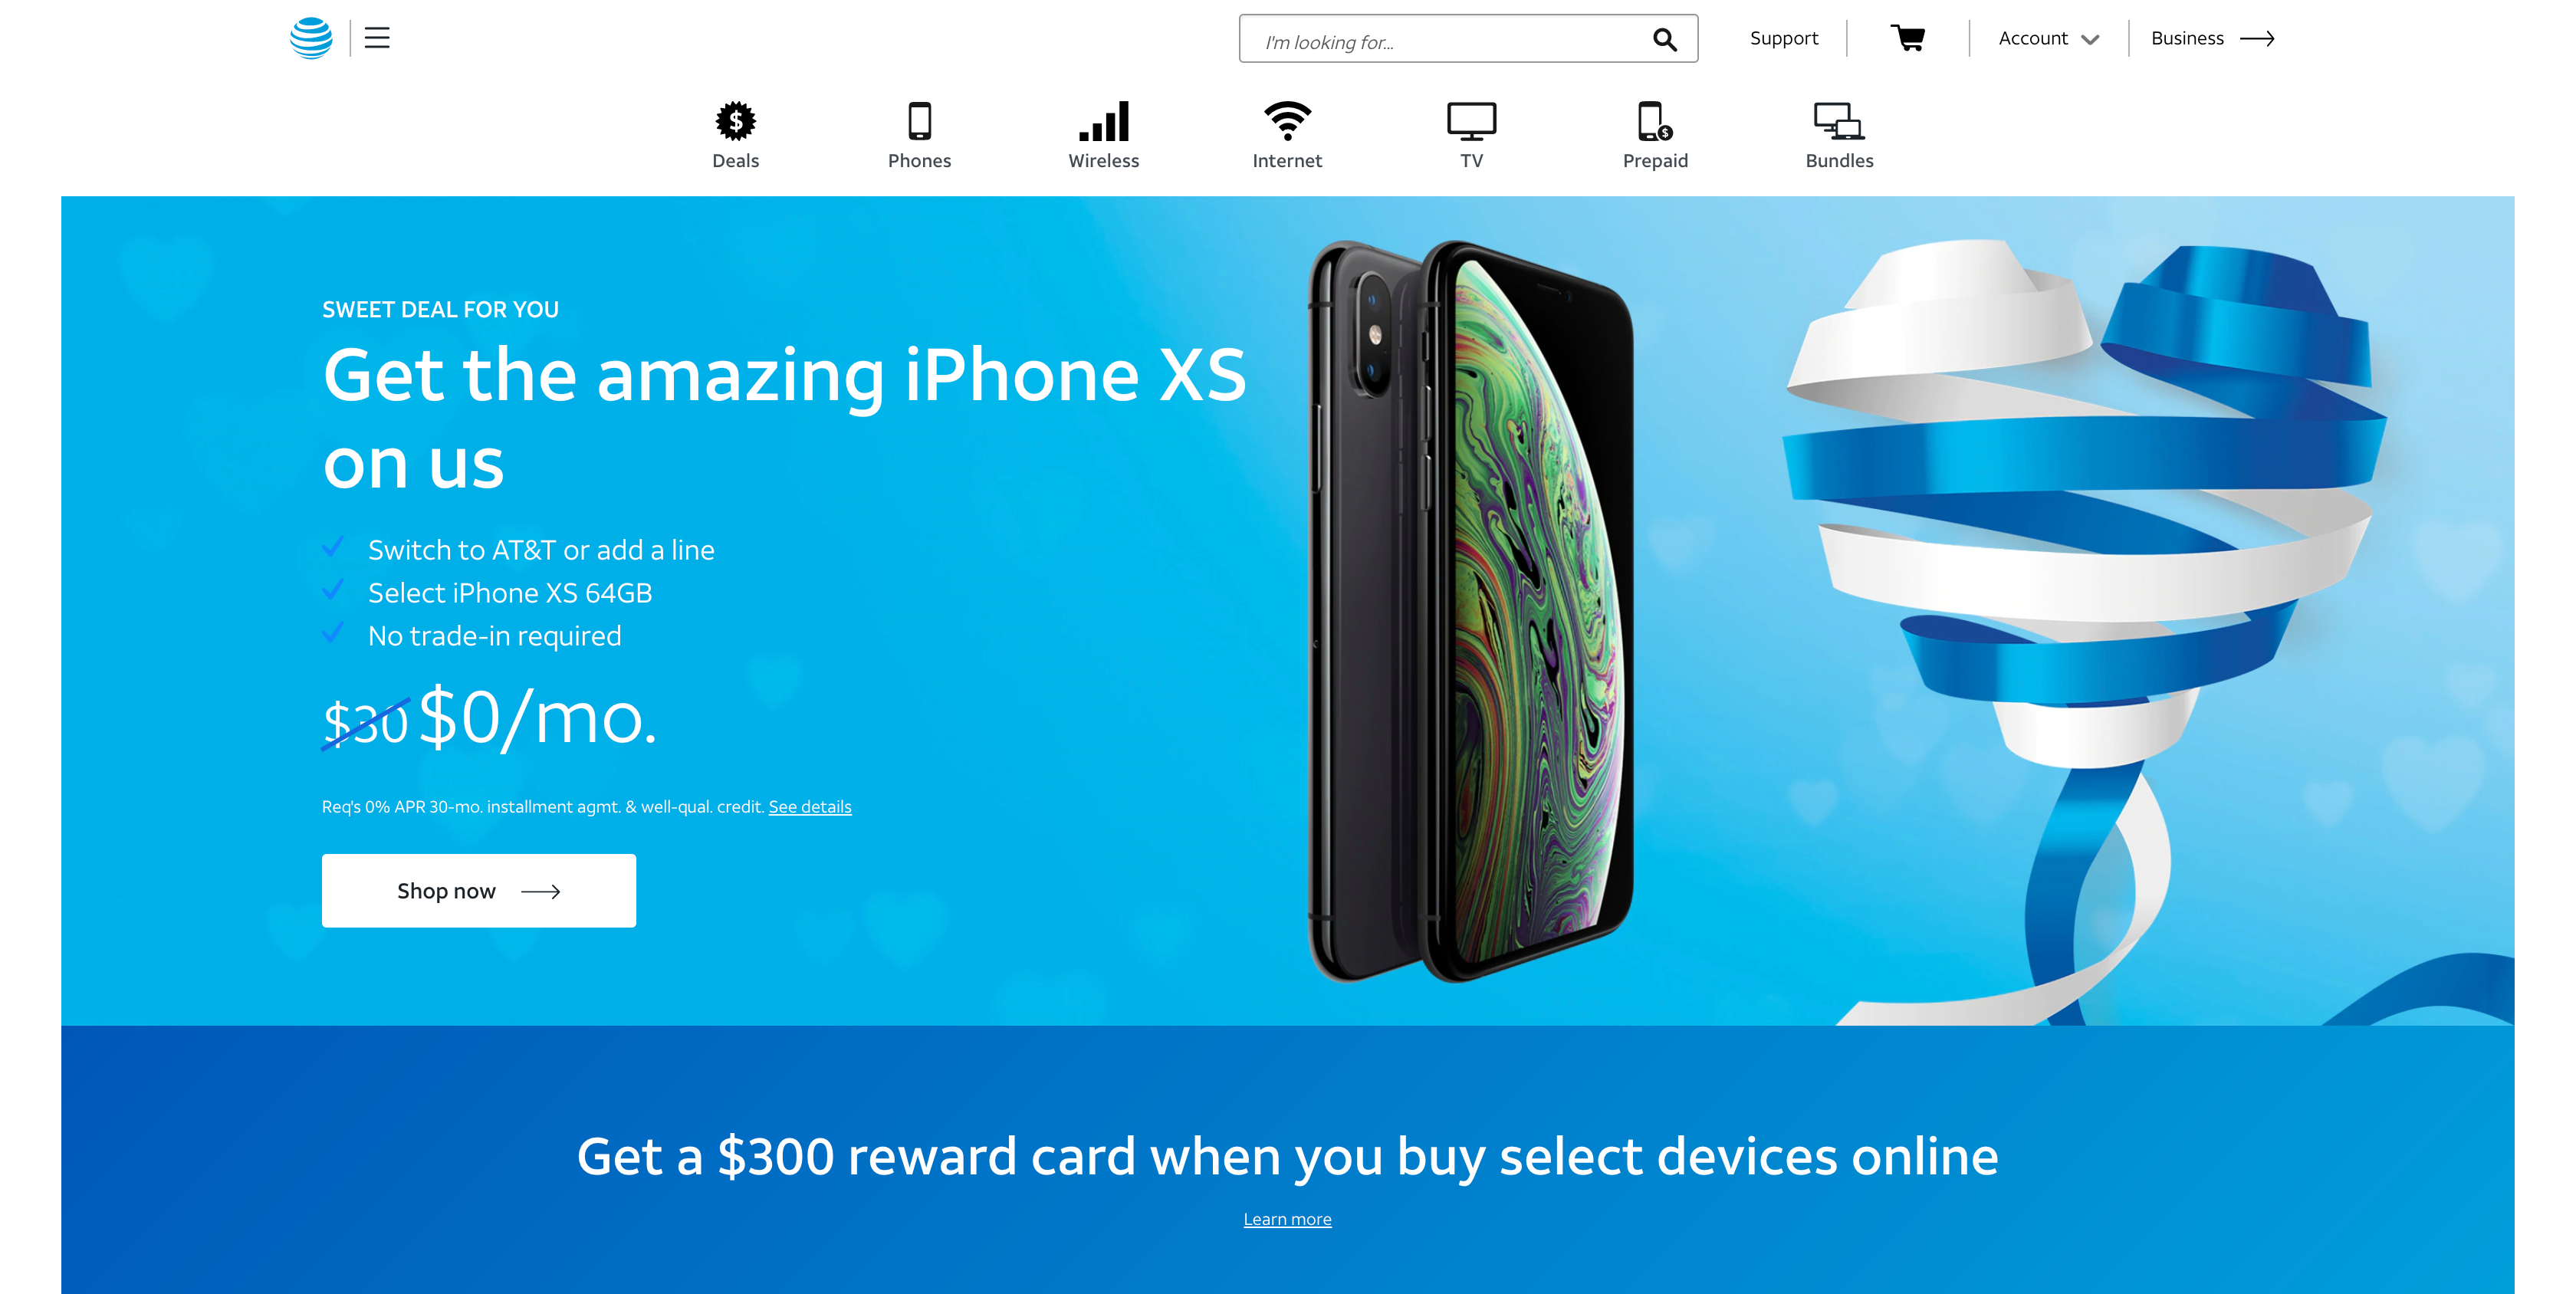 I'm looking for...
Support
Account
Business
$
$
Deals
Phones
Wireless
Internet
TV
Prepaid
Bundles
SWEET DEAL FOR YOU
Get the amazing iPhone XS
on us
Switch to AT&T or add a line
Select iPhone XS 64GB
No trade-in required
$30 $0/mo.
Req's 0% APR 30-mo. installment agmt. & well-qual. credit. See details
Shop now
Get a $300 reward card when you buy select devices online
Learn more